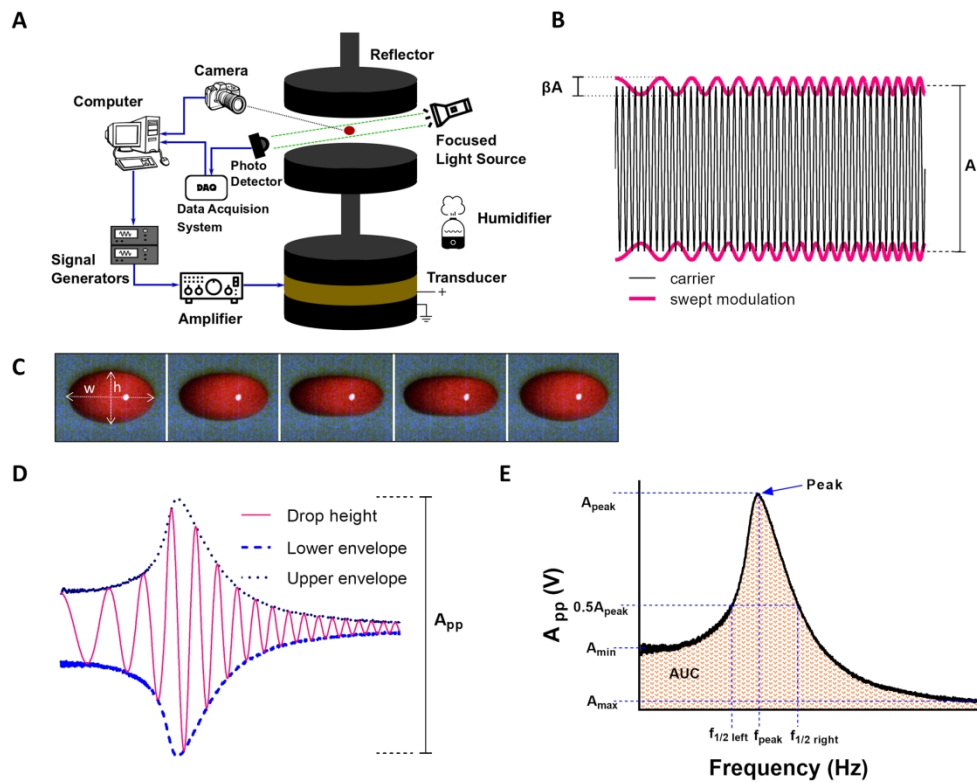 A
Reflector
Camera
Computer
Focused
Light Source
Photo
Detector
DAQ
Data Acquision
System
Humidifier
Signal
Generators
Transducer
+
Amplifier
B
βA
A
carrier
swept modulation
C
w
h
D
Drop height
Lower envelope
Upper envelope
App
E
Peak
Apeak
0.5Apeak
Amin
Amax
App (V)
AUC
f1/2 left
fpeak
f1/2 right
Frequency (Hz)